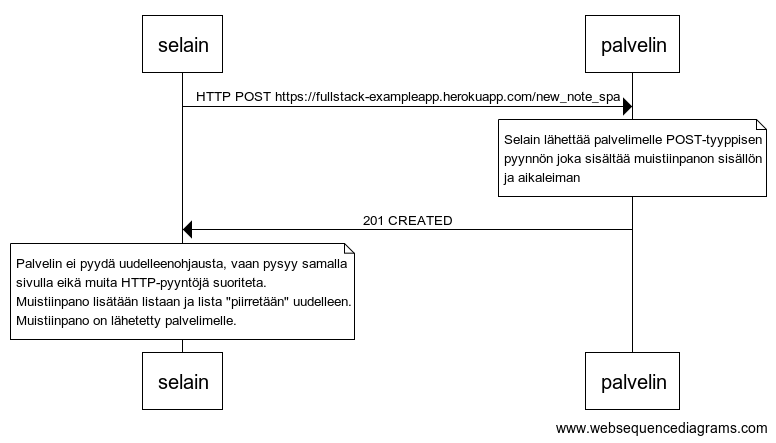 selain
palvelin
HTTP POST https://fullstack-exampleapp.herokuapp.com/new_note_spa
Selain lähettää palvelimelle POST-tyyppisen
pyynnön joka sisältää muistiinpanon sisällön
ja aikaleiman
201 CREATED
Palvelin ei pyydä uudelleenohjausta, vaan pysyy samalla
sivulla eikä muita HTTP-pyyntöjä suoriteta.
Muistiinpano lisätään listaan ja lista "piirretään" uudelleen.
Muistiinpano on lähetetty palvelimelle.
selain
palvelin
www.websequencediagrams.com